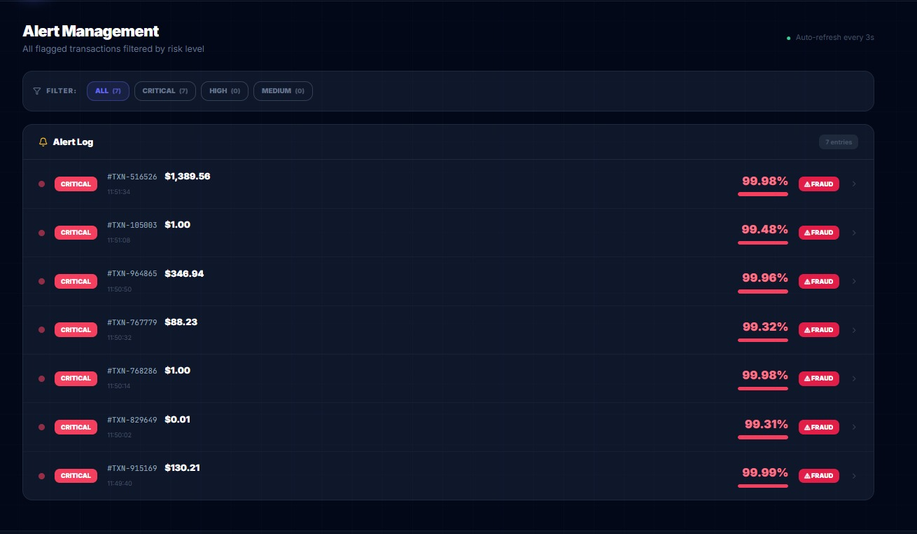 Alert Management
All flagged transactions filtered by risk level
Auto-refresh every 3s
FILTER: ALL (7) CRITICAL (7) HIGH (0) MEDIUM (0)
Alert Log 7 entries
CRITICAL #TXN-516526 $1,389.56 99.98% FRAUD
11:51:34
CRITICAL #TXN-105003 $1.00 99.48% FRAUD
11:51:08
CRITICAL #TXN-964865 $346.94 99.96% FRAUD
11:50:50
CRITICAL #TXN-767779 $88.23 99.32% FRAUD
11:50:32
CRITICAL #TXN-768286 $1.00 99.98% FRAUD
11:50:14
CRITICAL #TXN-829649 $0.01 99.31% FRAUD
11:50:02
CRITICAL #TXN-915169 $130.21 99.99% FRAUD
11:49:40